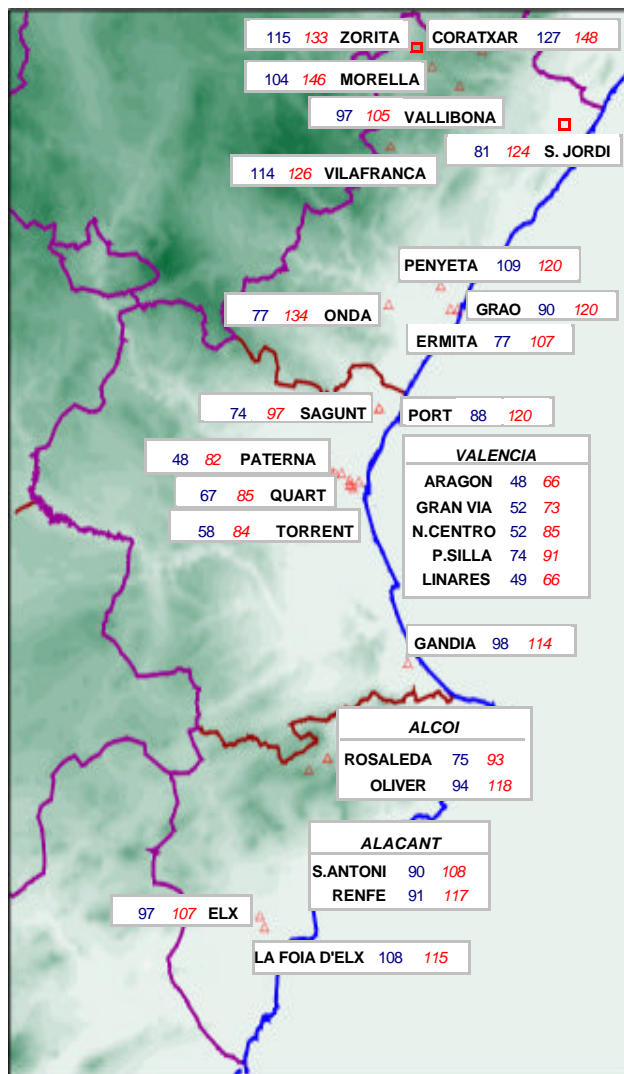 115 133 ZORITA
CORATXAR 127 148
104 146 MORELLA
97 105 VALLIBONA
81 124 S. JORDI
114 126 VILAFRANCA
PENYETA 109 120
77 134 ONDA
GRAO 90 120
ERMITA 77 107
74 97 SAGUNT
PORT 88 120
48 82 PATERNA
67 85 QUART
58 84 TORRENT
VALENCIA
ARAGON 48 66
GRAN VIA 52 73
N.CENTRO 52 85
P.SILLA 74 91
LINARES 49 66
GANDIA 98 114
ALCOI
ROSALEDA 75 93
OLIVER 94 118
ALACANT
S.ANTONI 90 108
RENFE 91 117
97 107 ELX
LA FOIA D'ELX 108 115